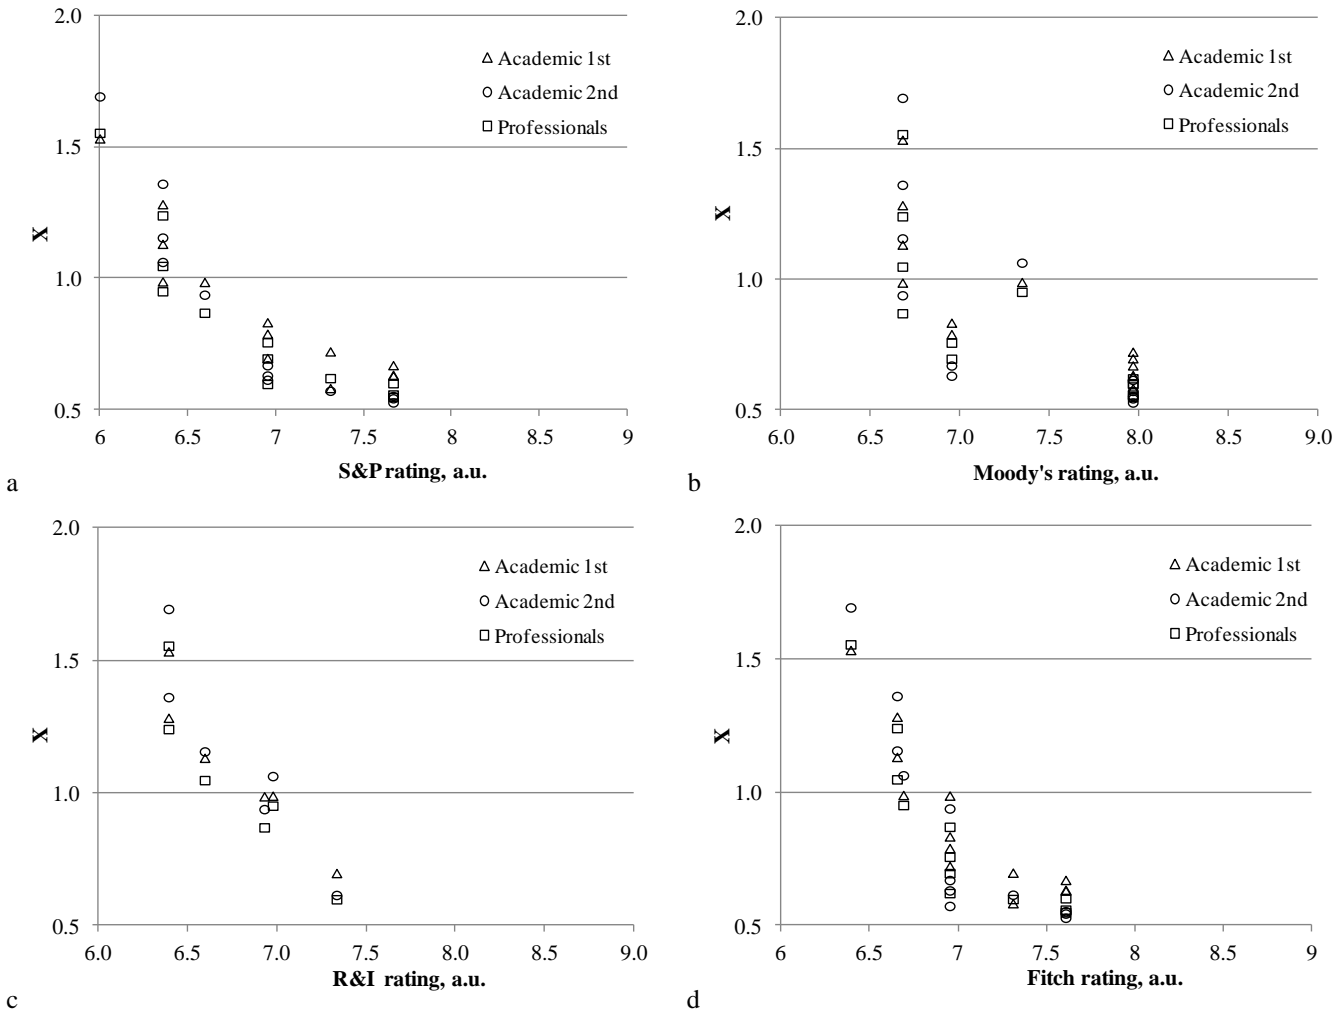 2.0
1.5
1.0
0.5
X
6
6.5
7
7.5
8
8.5
9
S&P rating, a.u.
Academic 1st
Academic 2nd
Professionals
a
2.0
1.5
1.0
0.5
X
6.0
6.5
7.0
7.5
8.0
8.5
9.0
Moody's rating, a.u.
Academic 1st
Academic 2nd
Professionals
b
2.0
1.5
1.0
0.5
X
6.0
6.5
7.0
7.5
8.0
8.5
9.0
R&I rating, a.u.
Academic 1st
Academic 2nd
Professionals
c
2.0
1.5
1.0
0.5
X
6
6.5
7
7.5
8
8.5
9
Fitch rating, a.u.
Academic 1st
Academic 2nd
Professionals
d